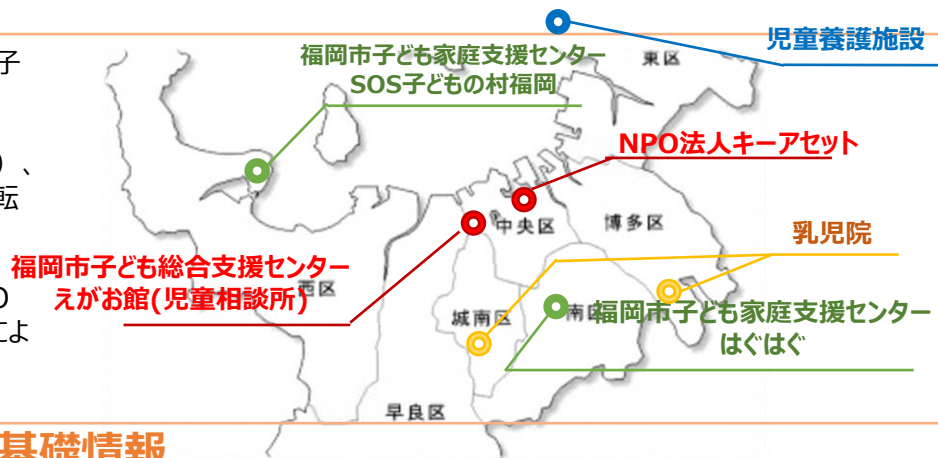 児童養護施設
子
福岡市子ども家庭支援センター
SOS子どもの村福岡
東区
NPO法人キーアセット
）、
転
中央区
博多区
乳児院
福岡市子ども総合支援センター
えがお館(児童相談所)
西区
城南区
南区
福岡市子ども家庭支援センター
はぐはぐ
によ
早良区
基礎情報